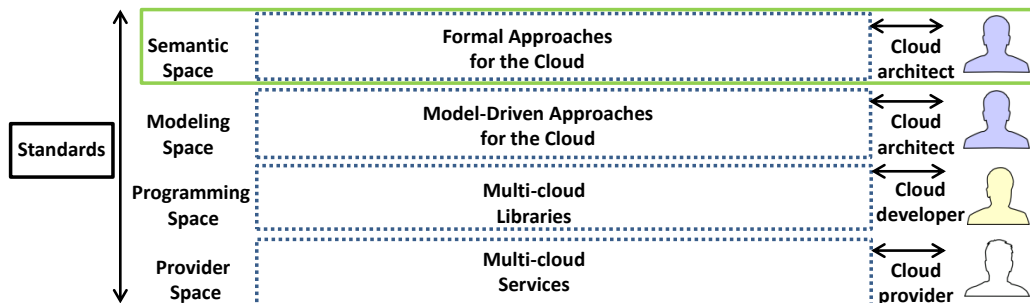 Standards
Semantic
Space
Formal Approaches
for the Cloud
Cloud
architect
Modeling
Space
Model-Driven Approaches
for the Cloud
Cloud
architect
Programming
Space
Multi-cloud
Libraries
Cloud
developer
Provider
Space
Multi-cloud
Services
Cloud
provider